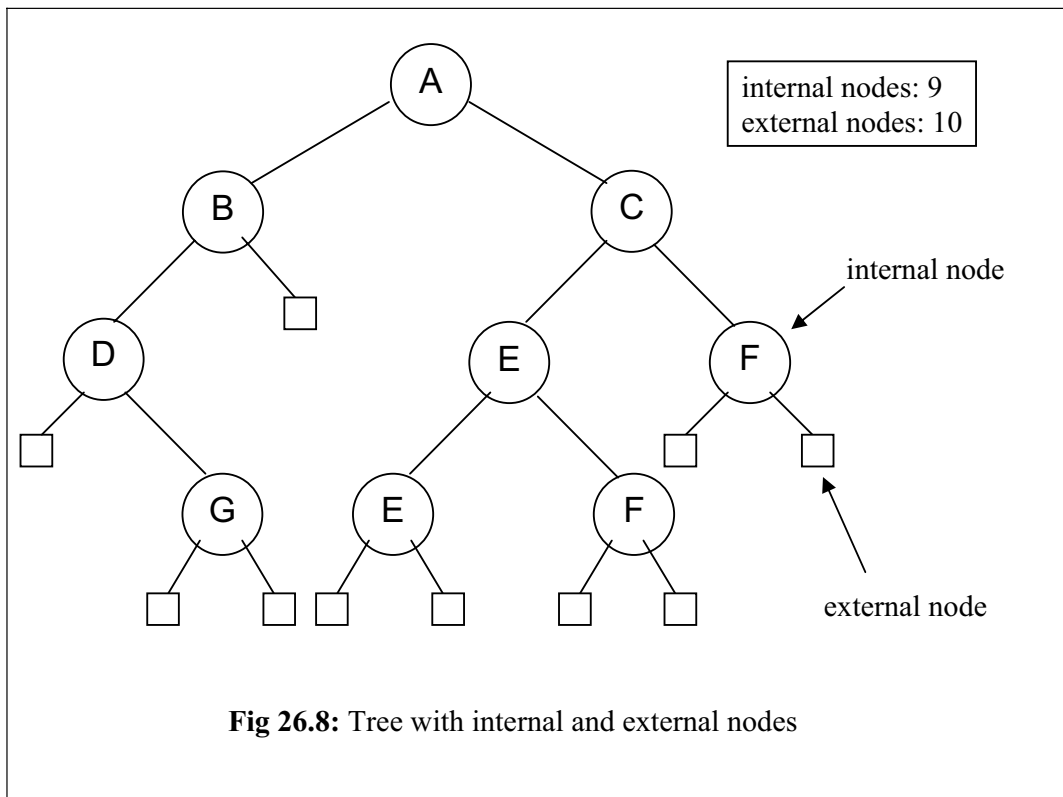 A
internal nodes: 9
external nodes: 10
B
C
internal node
D
E
F
G
E
F
external node
Fig 26.8: Tree with internal and external nodes